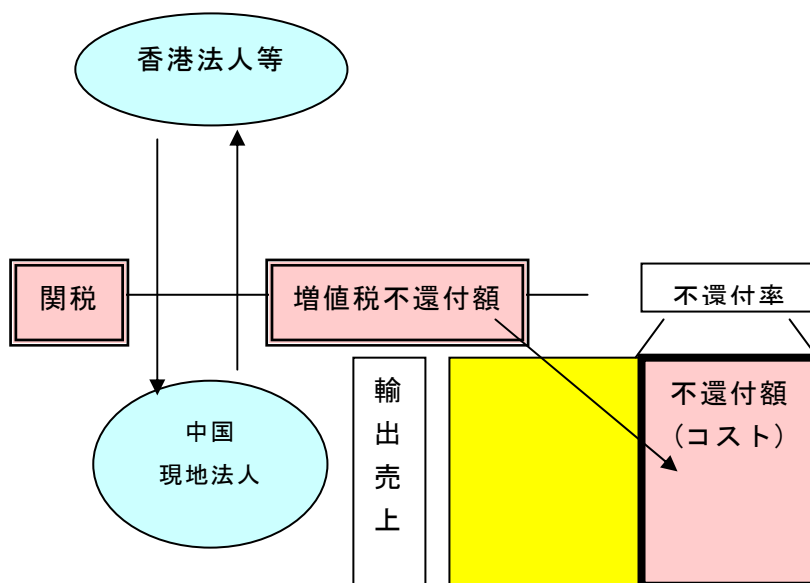 香港法人等
関税
増値税不還付額
不還付率
中国
現地法人
輸出売上
不還付額
(コスト)